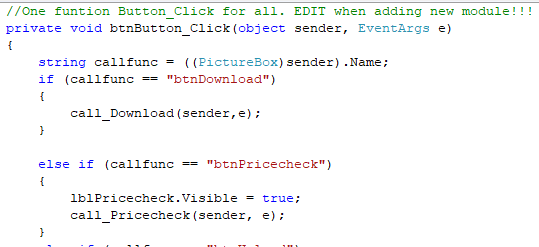 //One funtion Button_Click for all. EDIT when adding new module!!!
private void btnButton_Click(object sender, EventArgs e)
{
string callfunc = ((PictureBox)sender).Name;
if (callfunc == "btnDownload")
{
call_Download(sender,e);
}
else if (callfunc == "btnPricecheck")
{
lblPricecheck.Visible = true;
call_Pricecheck(sender, e);
}